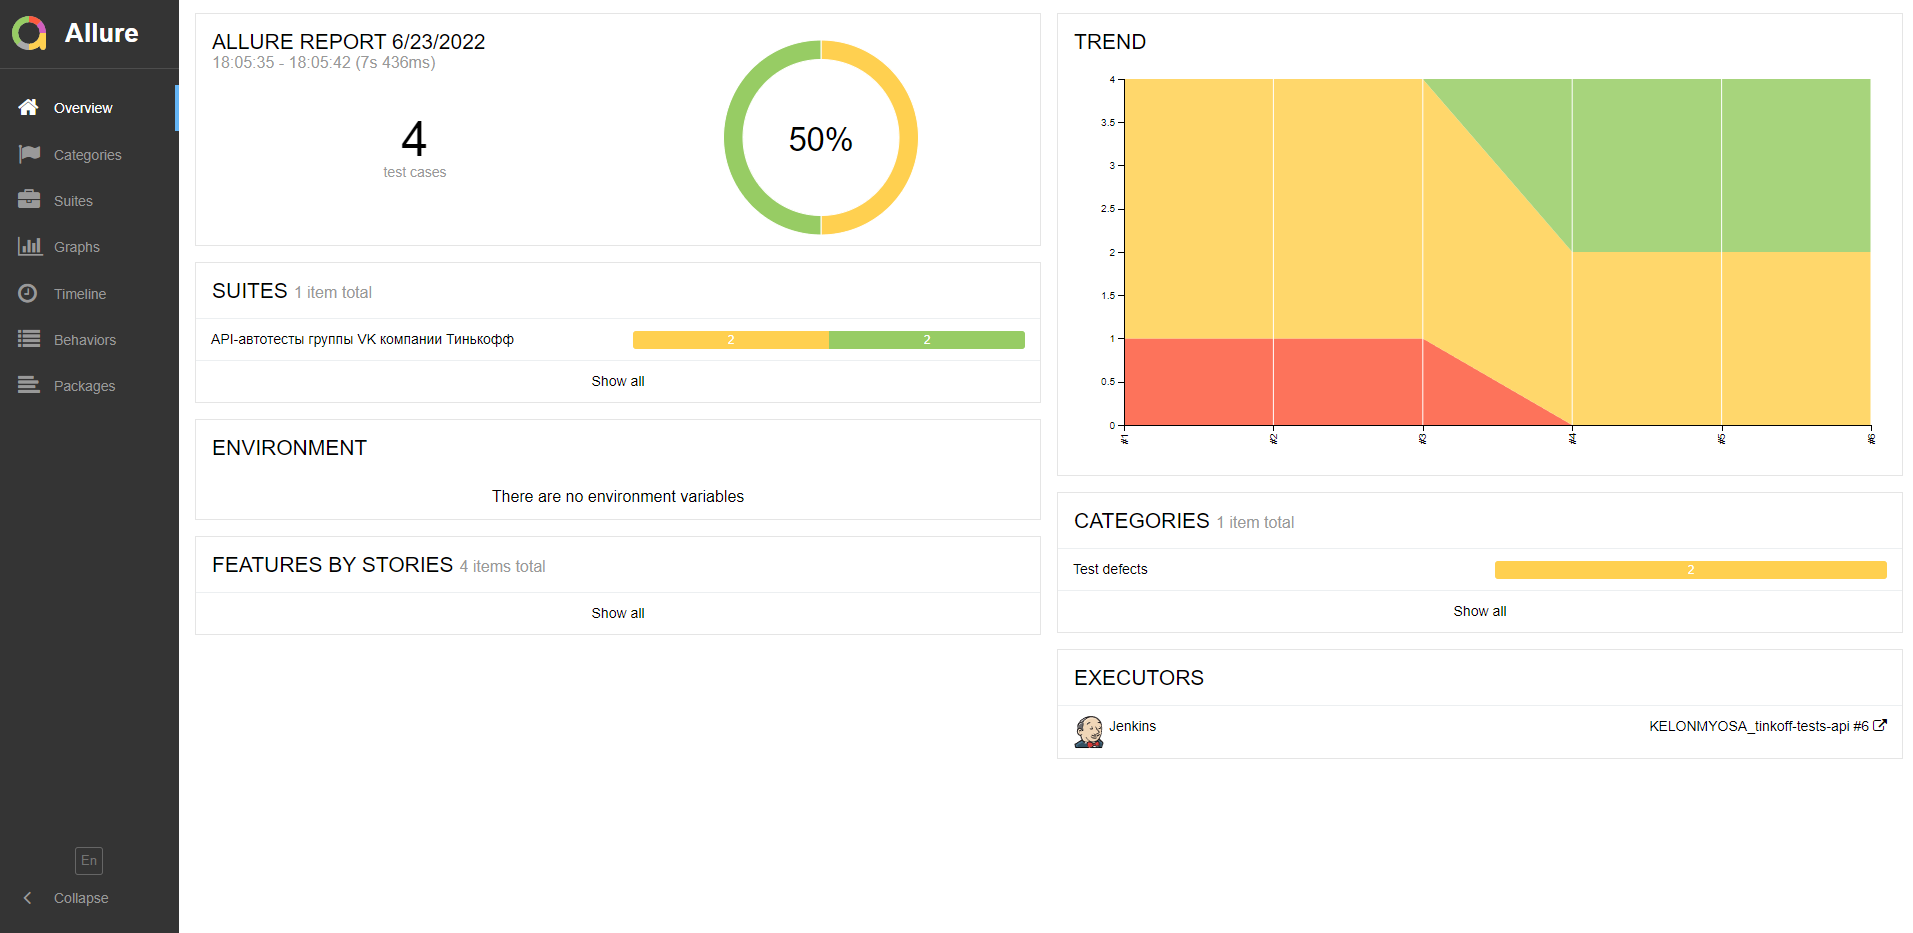 Allure
Overview
Categories
Suites
Graphs
Timeline
Behaviors
Packages
En
Collapse
ALLURE REPORT 6/23/2022
18:05:35 - 18:05:42 (7s 436ms)
4
test cases
50%
SUITES 1 item total
API-автотесты группы VK компании Тинькофф 2 2
Show all
ENVIRONMENT
There are no environment variables
FEATURES BY STORIES 4 items total
Show all
TREND
4
3.5
3
2.5
2
1.5
1
0.5
0
#1 #2 #3 #4 #5 #6
CATEGORIES 1 item total
Test defects 2
Show all
EXECUTORS
Jenkins KELONMYOSA_tinkoff-tests-api #6